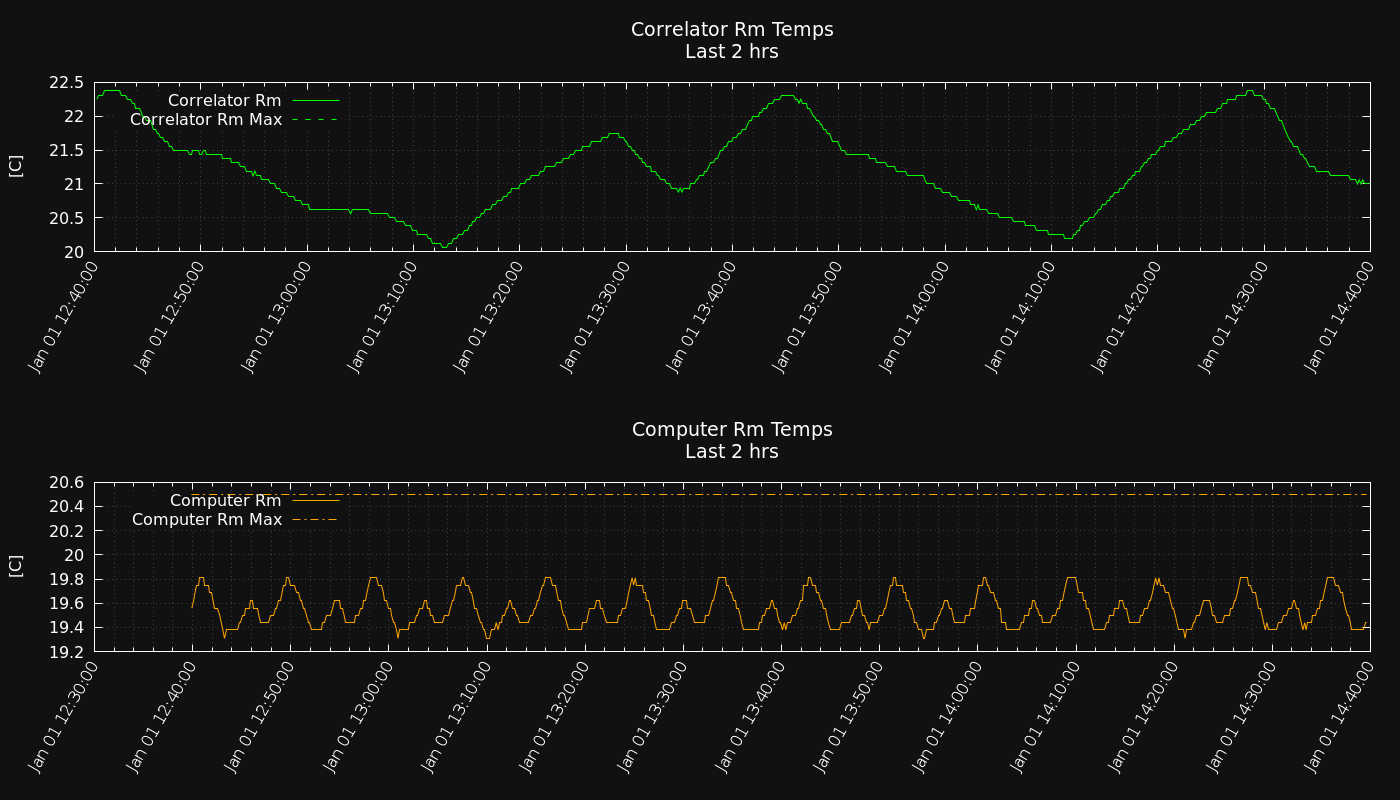 Correlator Rm Temps
Last 2 hrs
[C]
22.5
22
21.5
21
20.5
20
Correlator Rm
Correlator Rm Max
Jan 01 12:40:00
Jan 01 12:50:00
Jan 01 13:00:00
Jan 01 13:10:00
Jan 01 13:20:00
Jan 01 13:30:00
Jan 01 13:40:00
Jan 01 13:50:00
Jan 01 14:00:00
Jan 01 14:10:00
Jan 01 14:20:00
Jan 01 14:30:00
Jan 01 14:40:00
Computer Rm Temps
Last 2 hrs
[C]
20.6
20.4
20.2
20
19.8
19.6
19.4
19.2
Computer Rm
Computer Rm Max
Jan 01 12:30:00
Jan 01 12:40:00
Jan 01 12:50:00
Jan 01 13:00:00
Jan 01 13:10:00
Jan 01 13:20:00
Jan 01 13:30:00
Jan 01 13:40:00
Jan 01 13:50:00
Jan 01 14:00:00
Jan 01 14:10:00
Jan 01 14:20:00
Jan 01 14:30:00
Jan 01 14:40:00